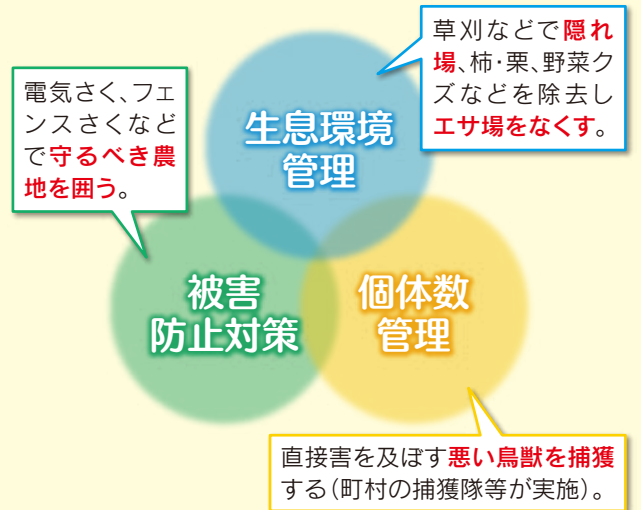 草刈などで隠れ
場、柿・栗、野菜ク
ズなどを除去し
エサ場をなくす。
電気さく、フェ
ンスさくなど
で守るべき農
地を囲う。
生息環境
管理
被害
防止対策
個体数
管理
直接害を及ぼす悪い鳥獣を捕獲
する（町村の捕獲隊等が実施）。